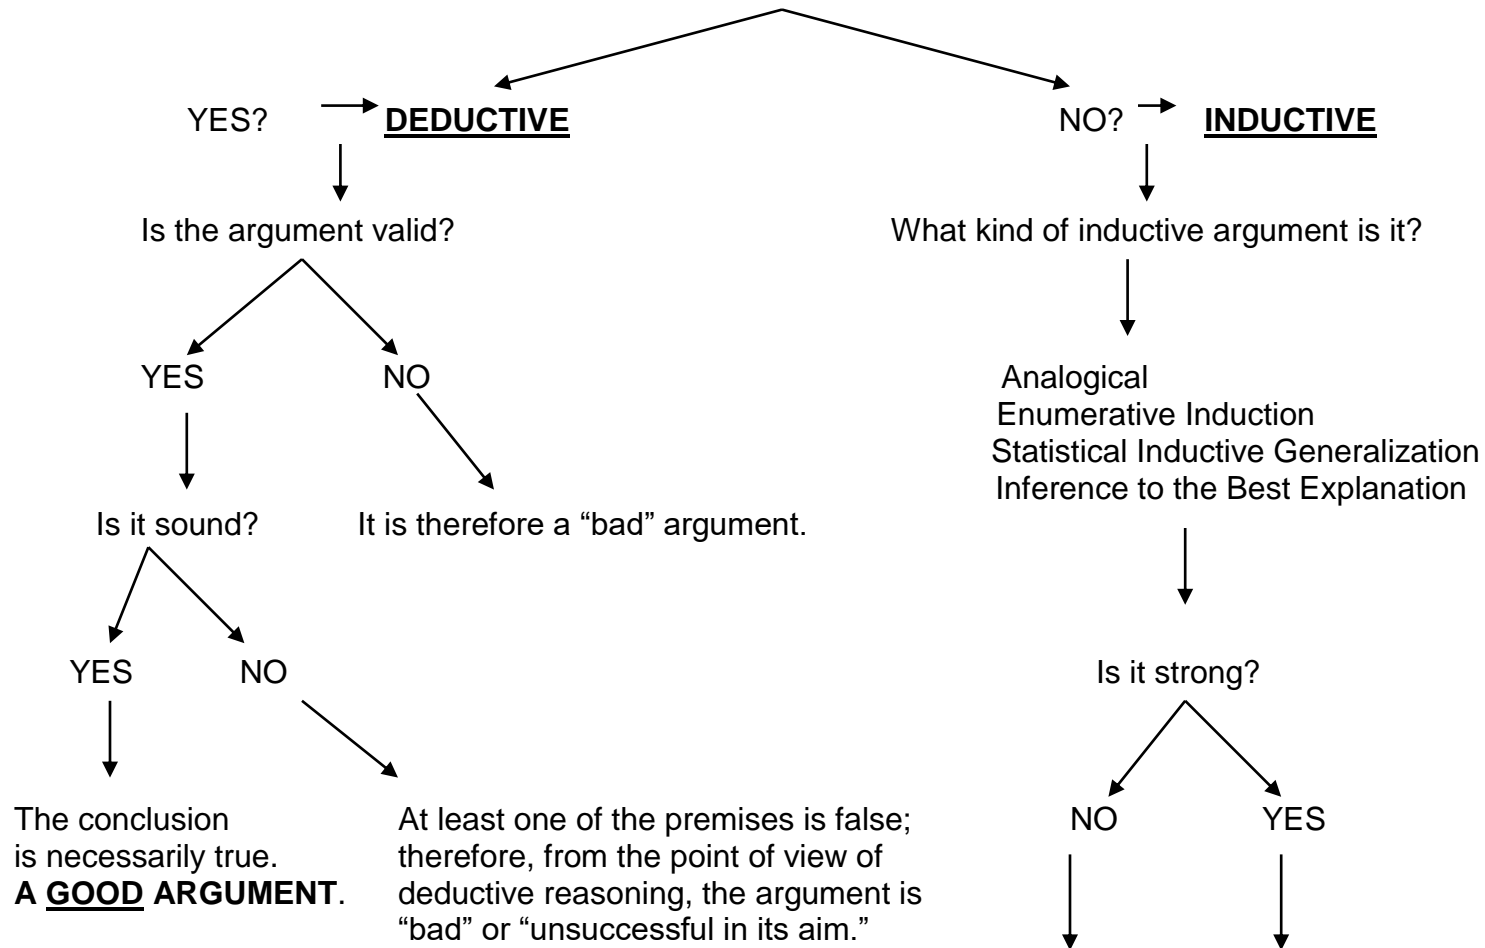 YES? DEDUCTIVE NO? INDUCTIVE
Is the argument valid? What kind of inductive argument is it?
YES NO Analogical
Enumerative Induction
Statistical Inductive Generalization
Inference to the Best Explanation
Is it sound? It is therefore a “bad” argument.
YES NO Is it strong?
The conclusion
is necessarily true.
A GOOD ARGUMENT.
At least one of the premises is false;
therefore, from the point of view of
deductive reasoning, the argument is
“bad” or “unsuccessful in its aim.”
NO YES